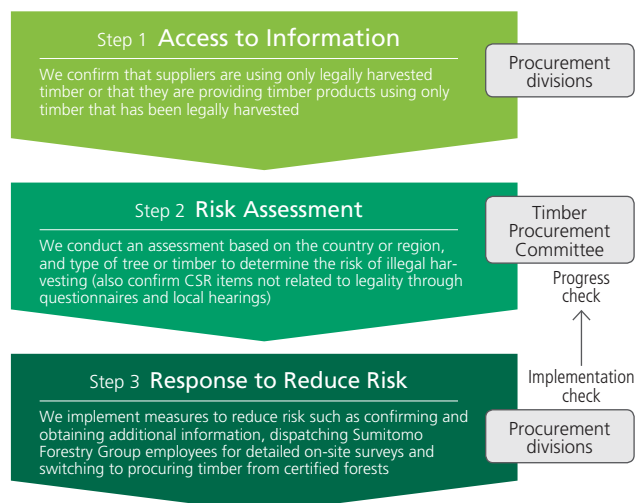 Step 1 Access to Information
We confirm that suppliers are using only legally harvested
timber or that they are providing timber products using only
timber that has been legally harvested
Procurement
divisions
Step 2 Risk Assessment
We conduct an assessment based on the country or region,
and type of tree or timber to determine the risk of illegal har-
vesting (also confirm CSR items not related to legality through
questionnaires and local hearings)
Timber
Procurement
Committee
Progress
check
Step 3 Response to Reduce Risk
We implement measures to reduce risk such as confirming and
obtaining additional information, dispatching Sumitomo
Forestry Group employees for detailed on-site surveys and
switching to procuring timber from certified forests
Implementation
check
Procurement
divisions